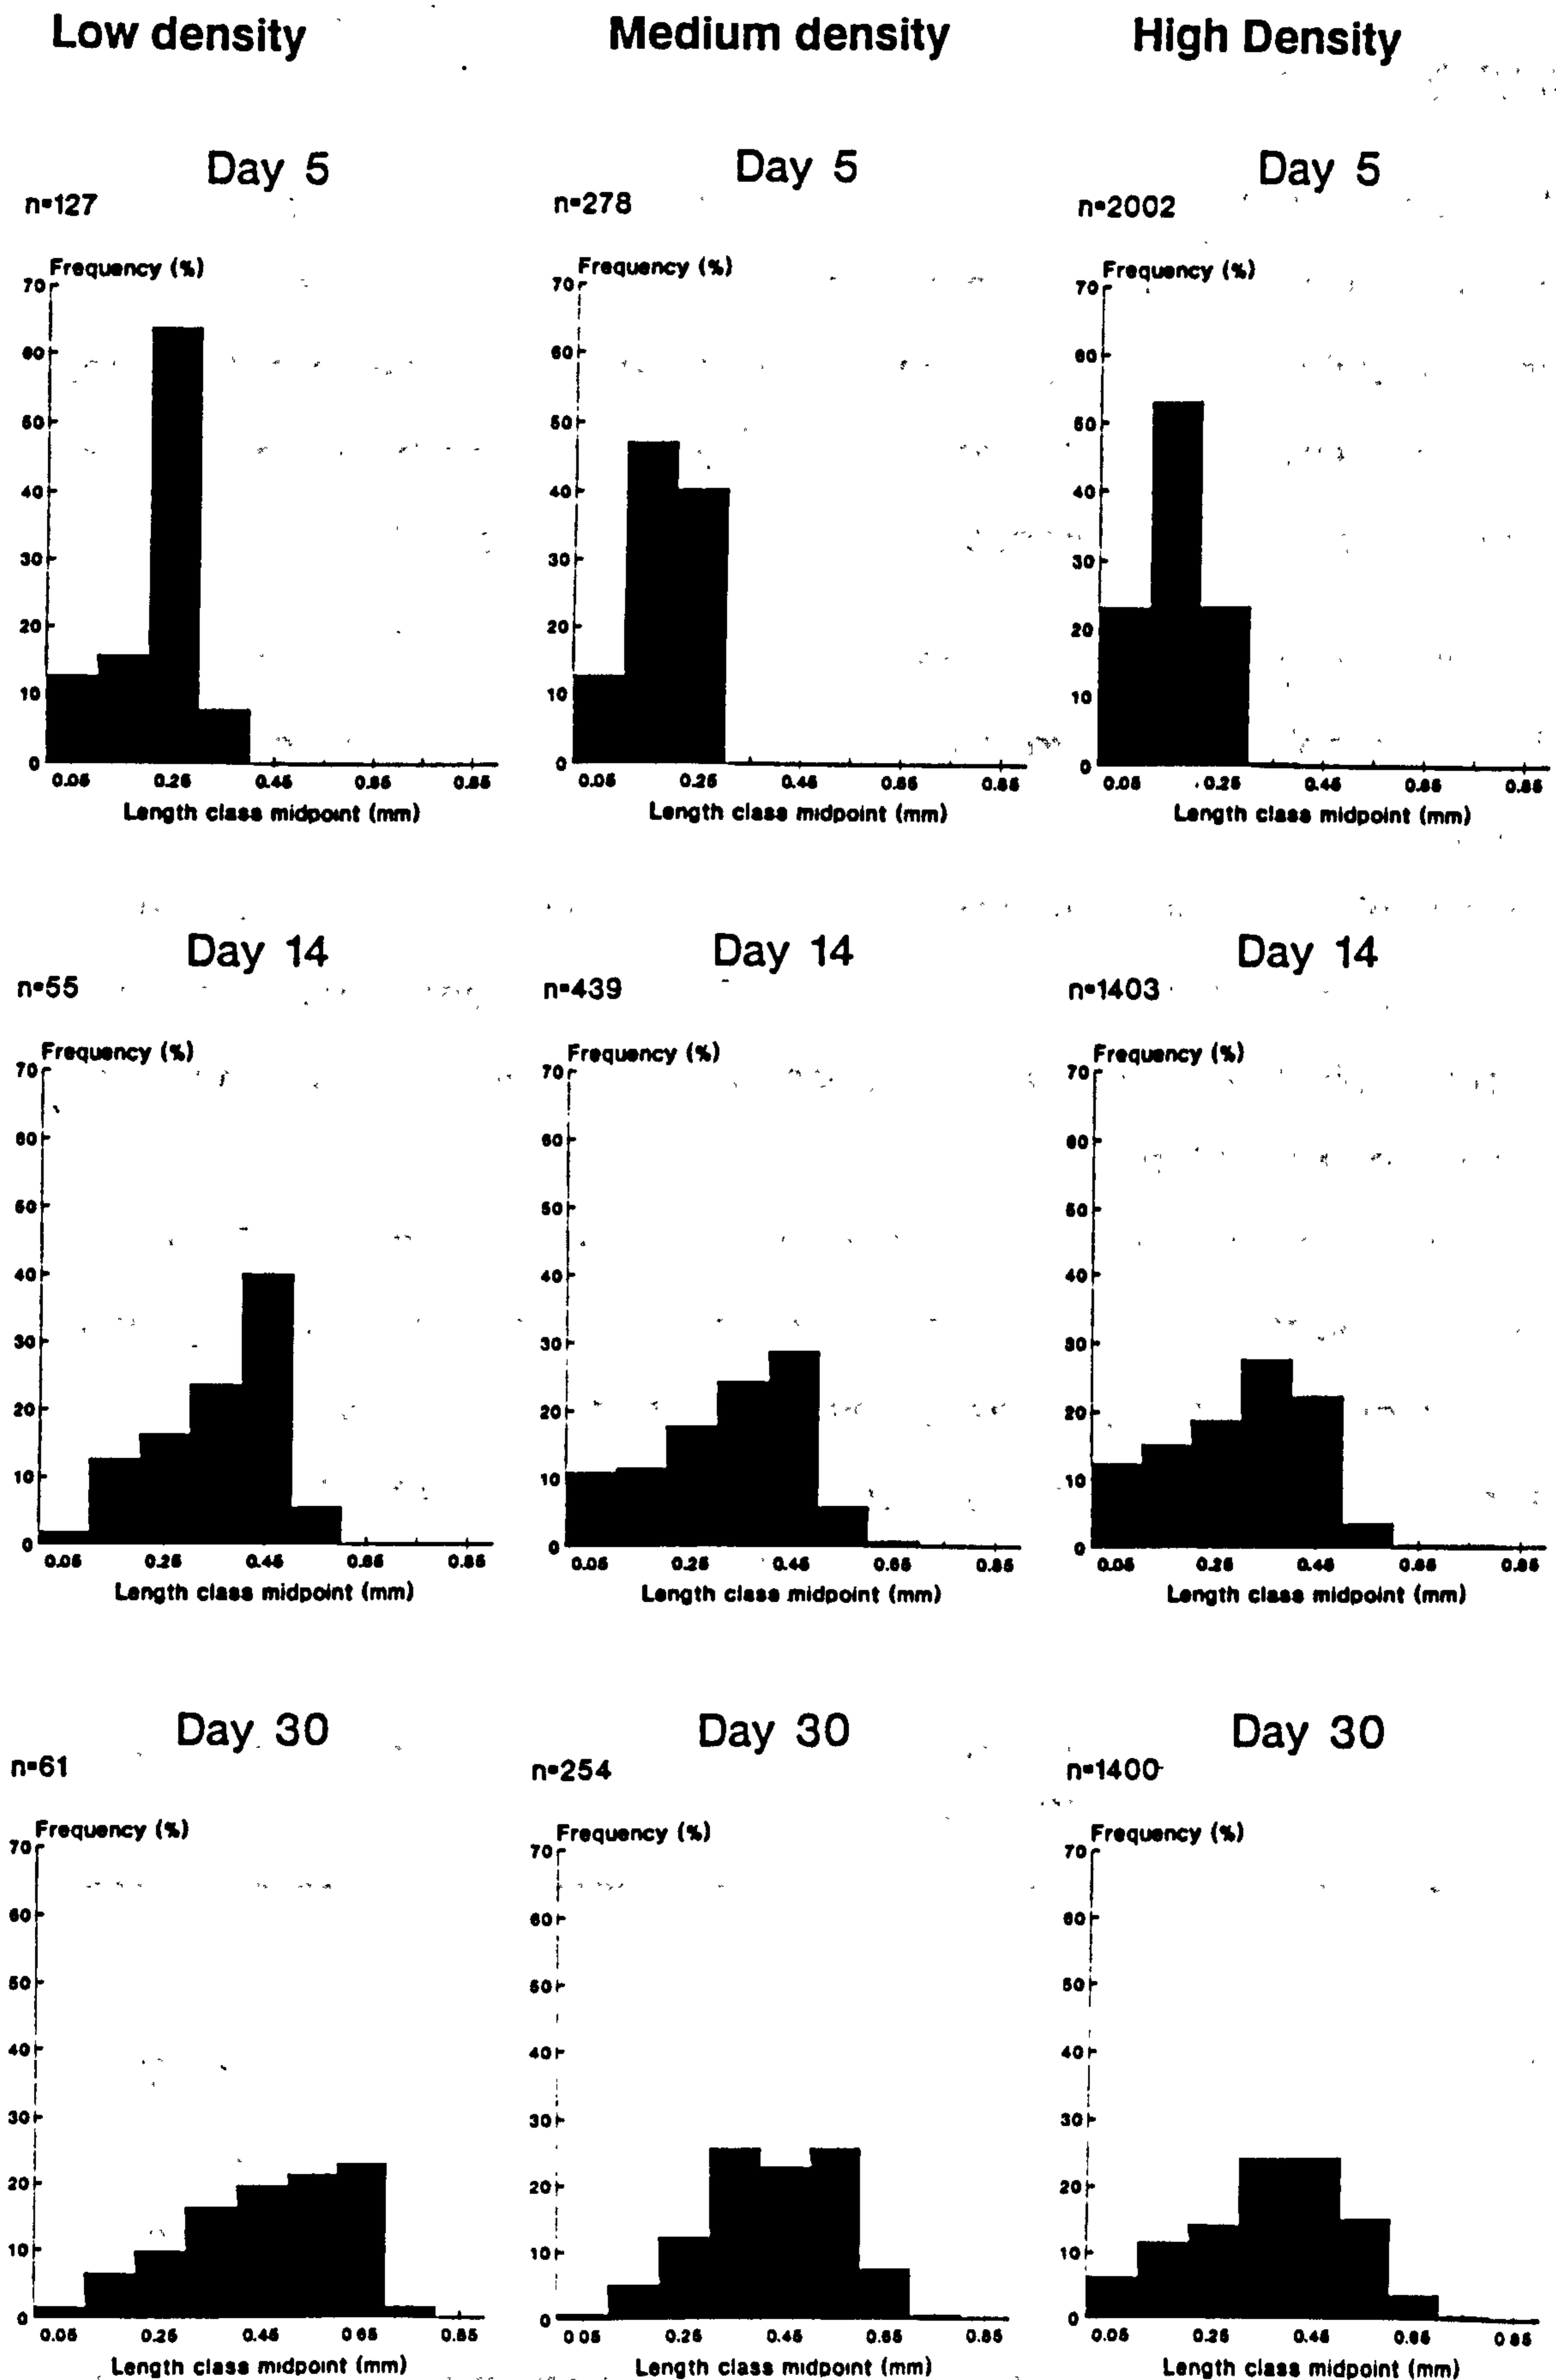 Low density Medium density High Density
Day 5 Day 5 Day 5
n=127 n=278 n=2002
Frequency (%) Frequency (%) Frequency (%)
70 70 70
60 60 60
50 50 50
40 40 40
30 30 30
20 20 20
10 10 10
0 0 0
0.05 0.25 0.45 0.65 0.85 0.05 0.25 0.45 0.65 0.85 0.05 0.25 0.45 0.65 0.85
Length class midpoint (mm) Length class midpoint (mm) Length class midpoint (mm)
Day 14 Day 14 Day 14
n=55 n=439 n=1403
Frequency (%) Frequency (%) Frequency (%)
70 70 70
60 60 60
50 50 50
40 40 40
30 30 30
20 20 20
10 10 10
0 0 0
0.05 0.25 0.45 0.65 0.85 0.05 0.25 0.45 0.65 0.85 0.05 0.25 0.45 0.65 0.85
Length class midpoint (mm) Length class midpoint (mm) Length class midpoint (mm)
Day 30 Day 30 Day 30
n=61 n=254 n=1400
Frequency (%) Frequency (%) Frequency (%)
70 70 70
60 60 60
50 50 50
40 40 40
30 30 30
20 20 20
10 10 10
0 0 0
0.05 0.25 0.45 0.65 0.85 0.05 0.25 0.45 0.65 0.85 0.05 0.25 0.45 0.65 0.85
Length class midpoint (mm) Length class midpoint (mm) Length class midpoint (mm)